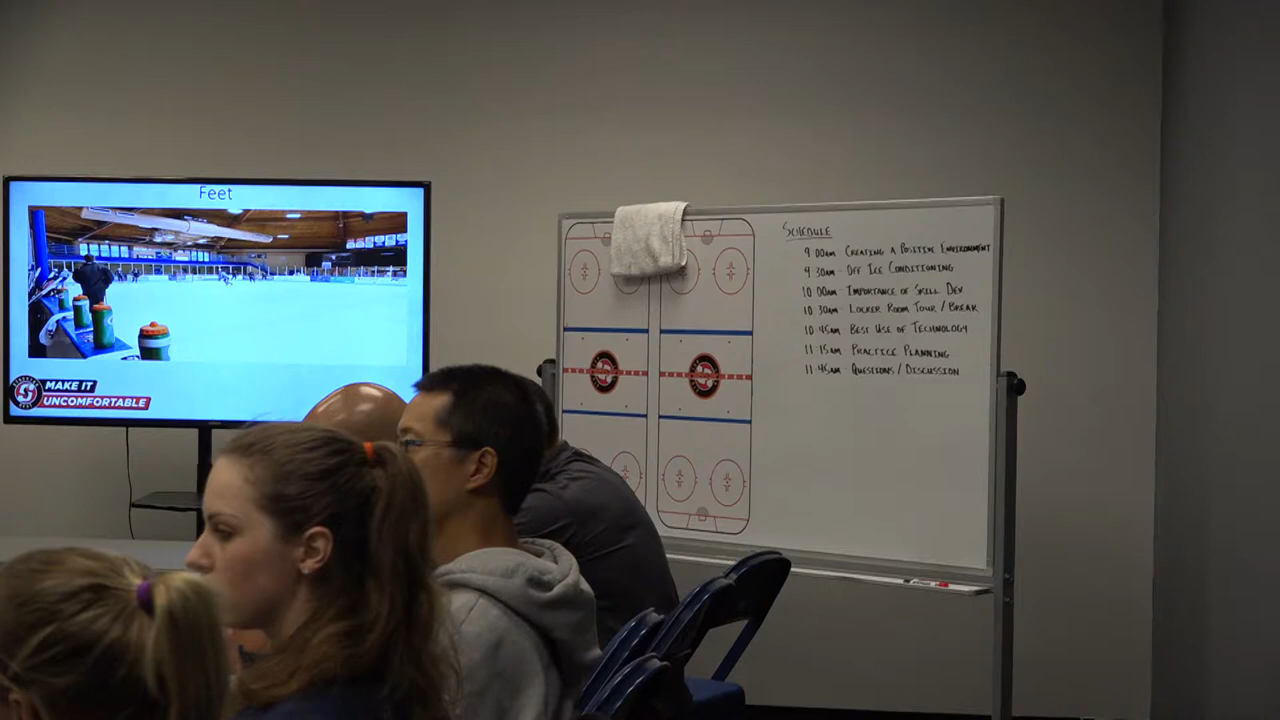 Feet
MAKE IT
UNCOMFORTABLE
SCHEDULE
9 00AM CREATING A POSITIVE ENVIRONMENT
9 30AM - OFF ICE CONDITIONING
10 00AM - IMPORTANCE OF SKILL DEV
10 30AM - LOCKER ROOM TOUR / BREAK
10:45AM - BEST USE OF TECHNOLOGY
11:15AM - PRACTICE PLANNING
11:45AM - QUESTIONS / DISCUSSION